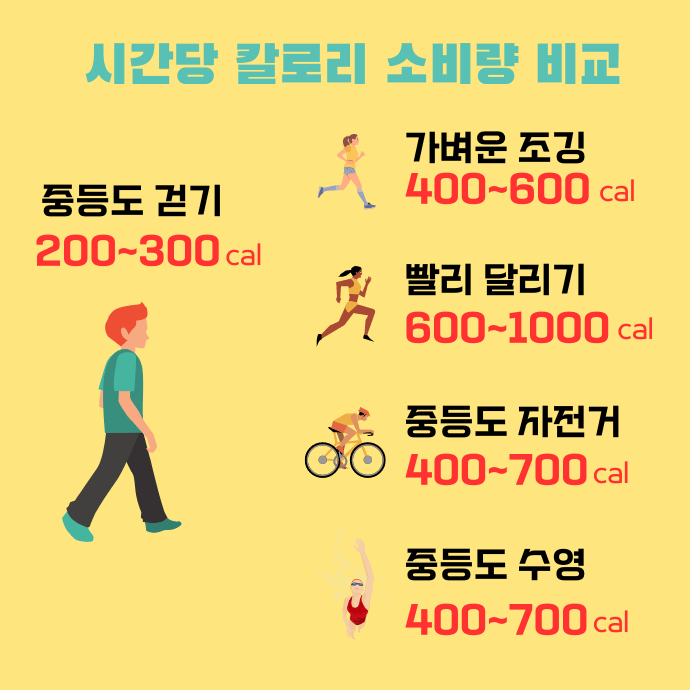 시간당 칼로리 소비량 비교
중등도 걷기
200~300 cal
가벼운 조깅
400~600 cal
빨리 달리기
600~1000 cal
중등도 자전거
400~700 cal
중등도 수영
400~700 cal